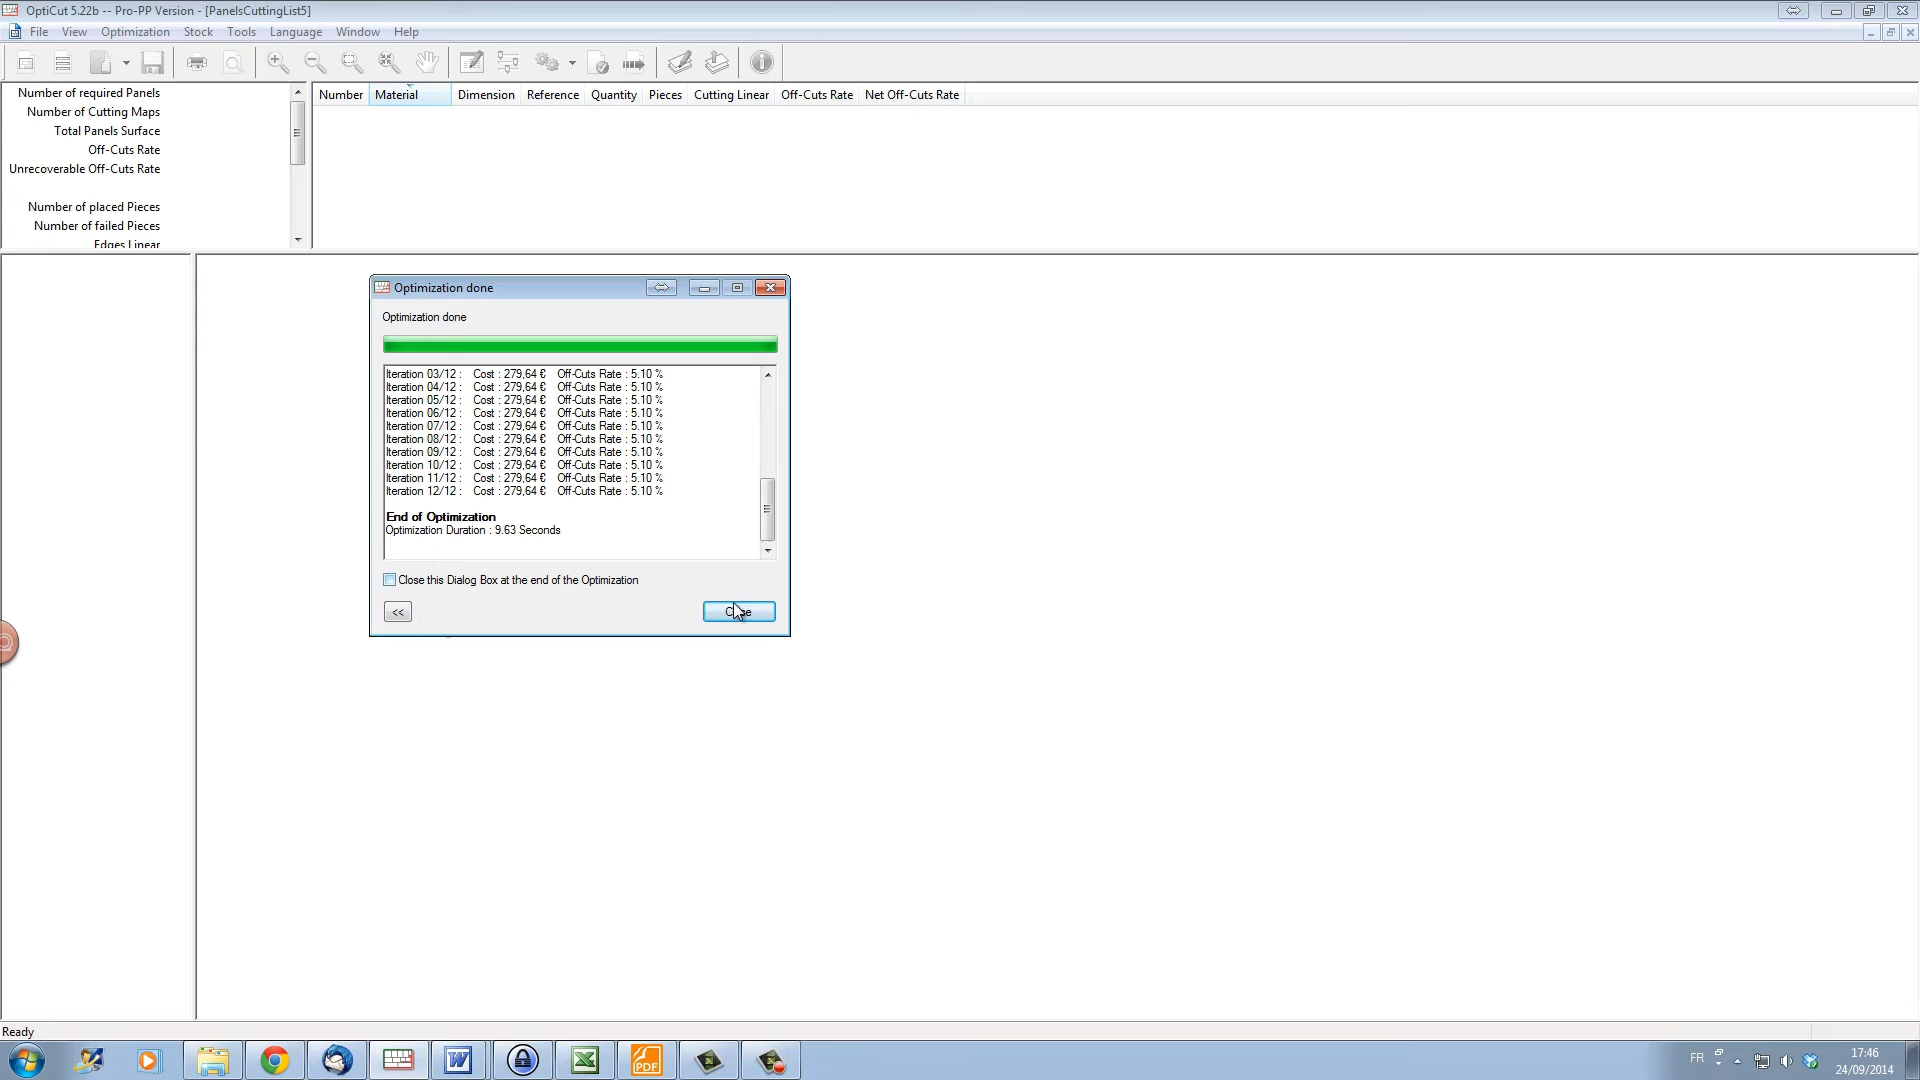 OptiCut 5.22b -- Pro-PP Version - [PanelsCuttingList5]
File View Optimization Stock Tools Language Window Help
Number of required Panels
Number of Cutting Maps
Total Panels Surface
Off-Cuts Rate
Unrecoverable Off-Cuts Rate
Number of placed Pieces
Number of failed Pieces
Edges Linear
Number Material Dimension Reference Quantity Pieces Cutting Linear Off-Cuts Rate Net Off-Cuts Rate
Optimization done
Optimization done
Iteration 03/12 : Cost : 279,64 € Off-Cuts Rate : 5.10 %
Iteration 04/12 : Cost : 279,64 € Off-Cuts Rate : 5.10 %
Iteration 05/12 : Cost : 279,64 € Off-Cuts Rate : 5.10 %
Iteration 06/12 : Cost : 279,64 € Off-Cuts Rate : 5.10 %
Iteration 07/12 : Cost : 279,64 € Off-Cuts Rate : 5.10 %
Iteration 08/12 : Cost : 279,64 € Off-Cuts Rate : 5.10 %
Iteration 09/12 : Cost : 279,64 € Off-Cuts Rate : 5.10 %
Iteration 10/12 : Cost : 279,64 € Off-Cuts Rate : 5.10 %
Iteration 11/12 : Cost : 279,64 € Off-Cuts Rate : 5.10 %
Iteration 12/12 : Cost : 279,64 € Off-Cuts Rate : 5.10 %
End of Optimization
Optimization Duration : 9.63 Seconds
Close this Dialog Box at the end of the Optimization
<< Close
Ready
PDF
FR
17:46
24/09/2014